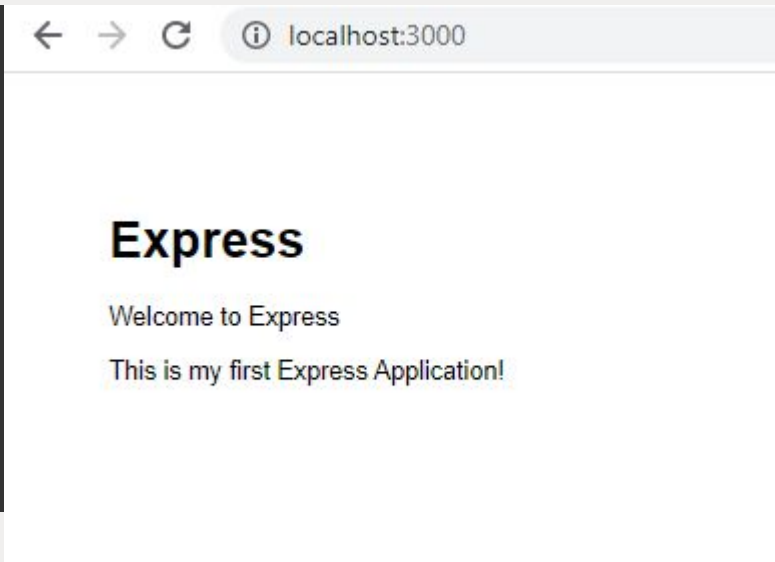 localhost:3000
Express
Welcome to Express
This is my first Express Application!